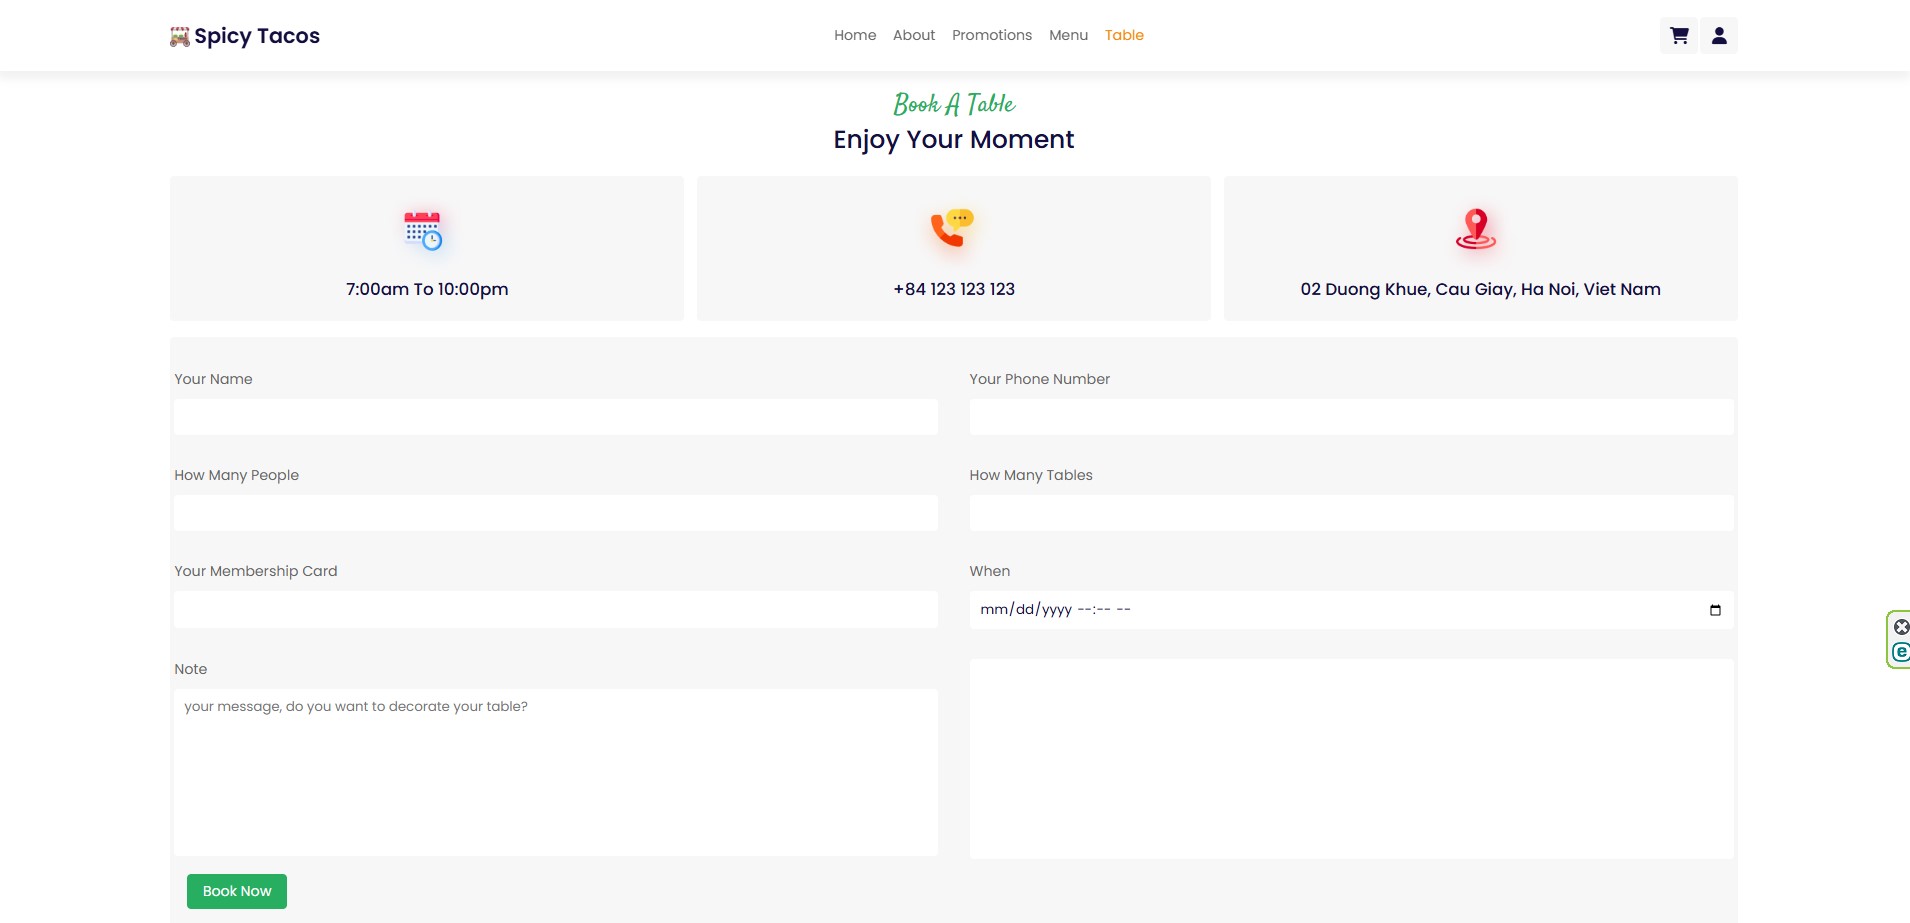 Spicy Tacos
Home About Promotions Menu Table
Book A Table
Enjoy Your Moment
7:00am To 10:00pm
+84 123 123 123
02 Duong Khue, Cau Giay, Ha Noi, Viet Nam
Your Name
Your Phone Number
How Many People
How Many Tables
Your Membership Card
When
mm/dd/yyyy --:-- --
Note
your message, do you want to decorate your table?
Book Now
e